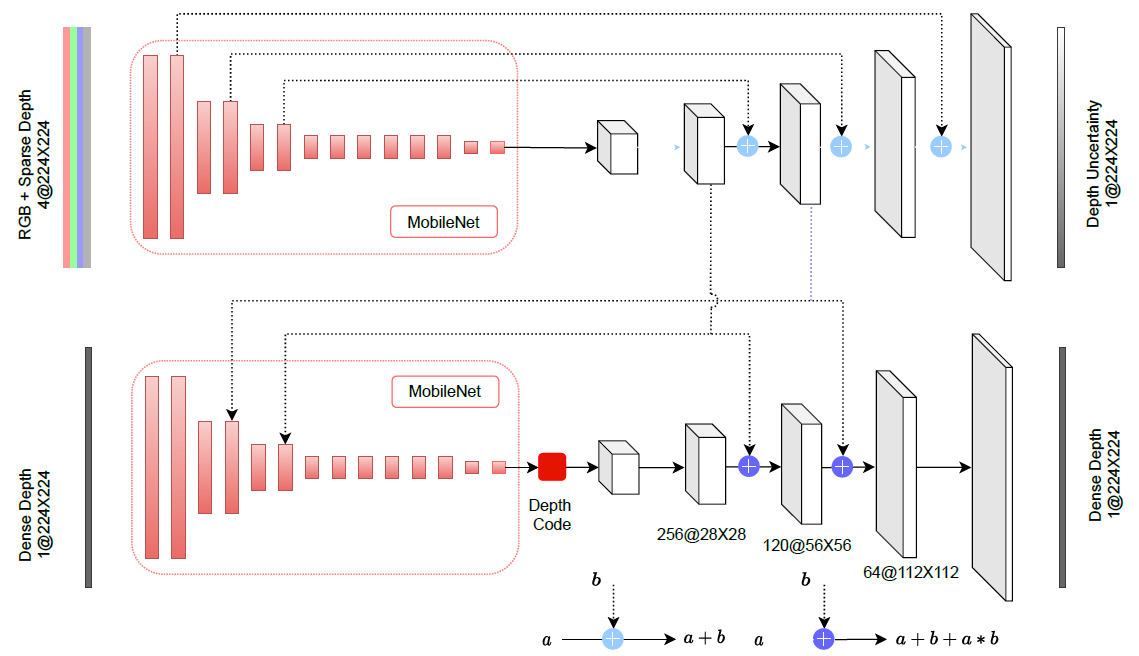 RGB + Sparse Depth
4@224X224
MobileNet
Depth Uncertainty
1@224X224
Dense Depth
1@224X224
MobileNet
Depth
Code
256@28X28
120@56X56
64@112X112
Dense Depth
1@224X224
b
a
a + b
b
a
a + b + a * b